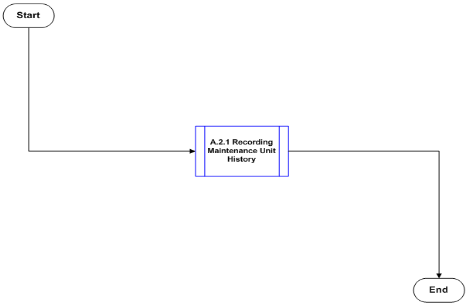 Start
A.2.1 Recording
Maintenance Unit
History
End